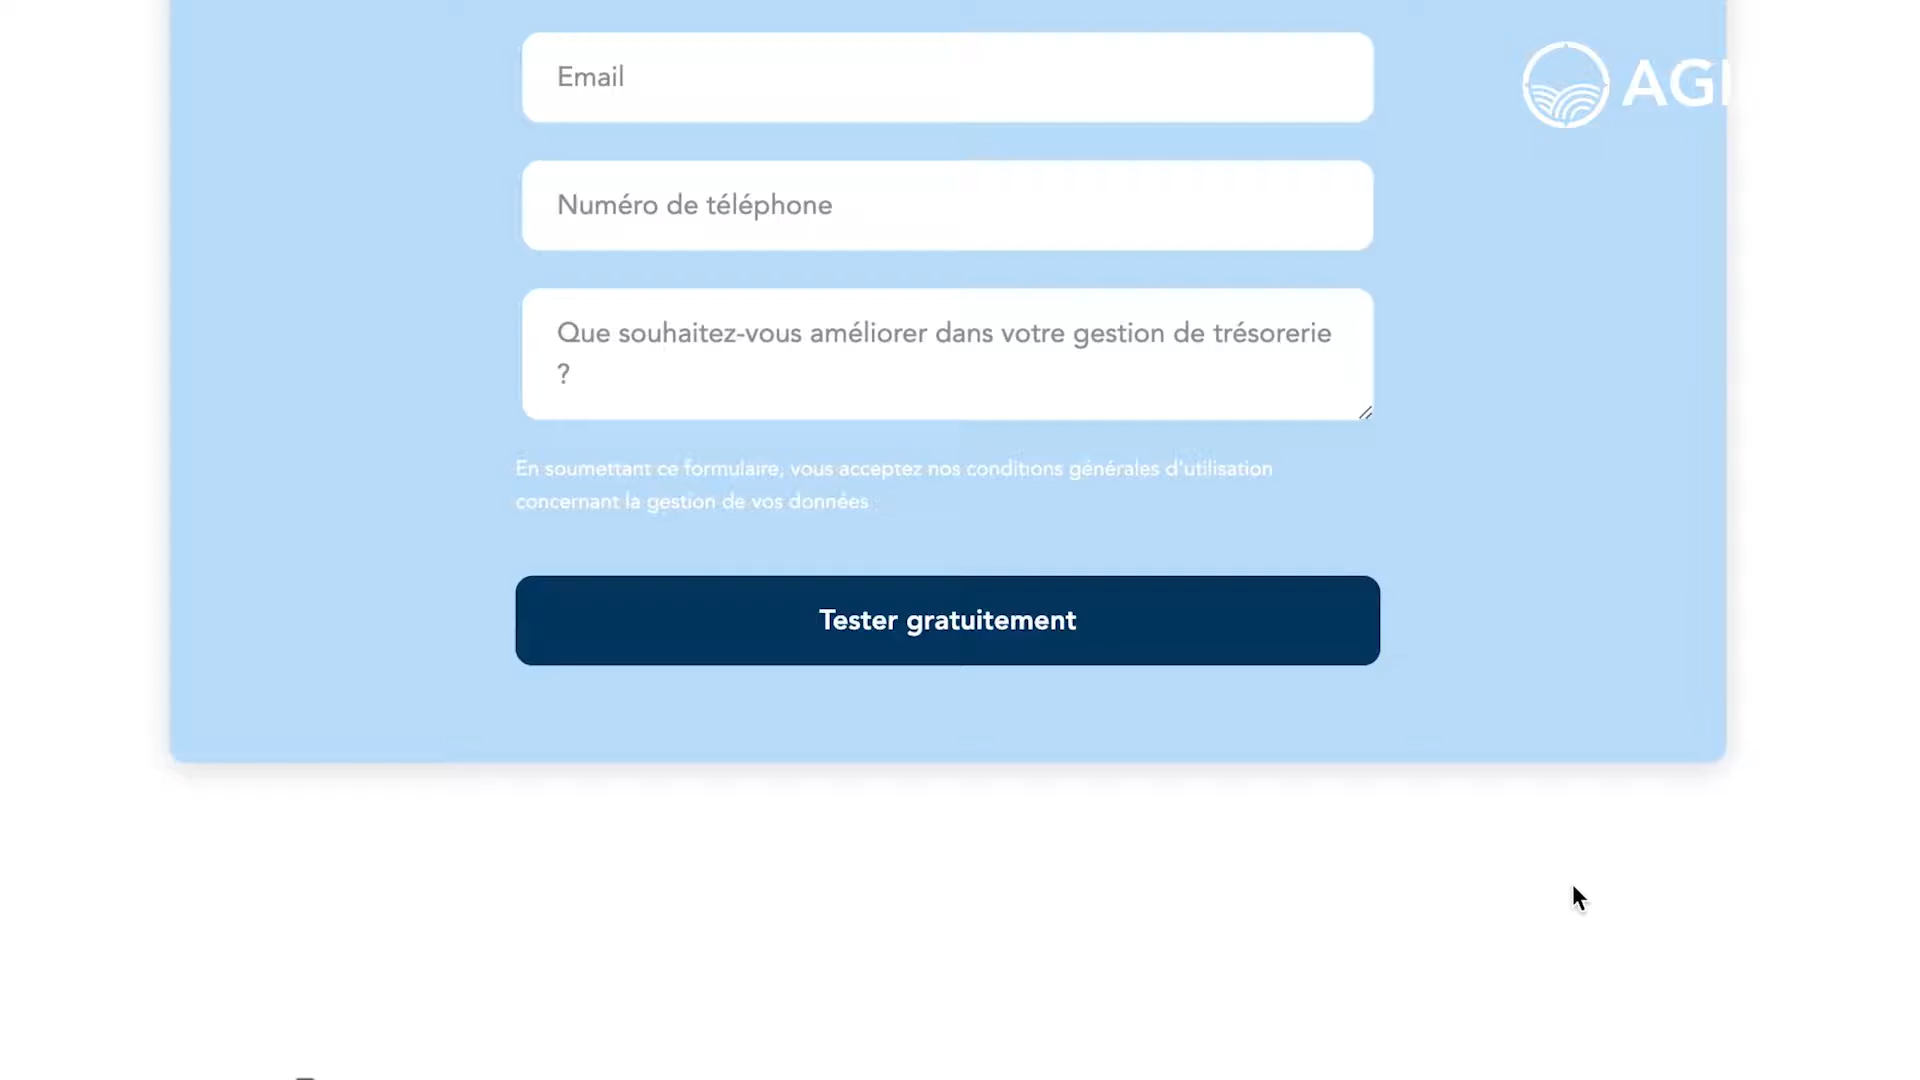 Email
AGI
Numéro de téléphone
Que souhaitez-vous améliorer dans votre gestion de trésorerie
?
En soumettant ce formulaire, vous acceptez nos conditions générales d'utilisation
concernant la gestion de vos données
Tester gratuitement